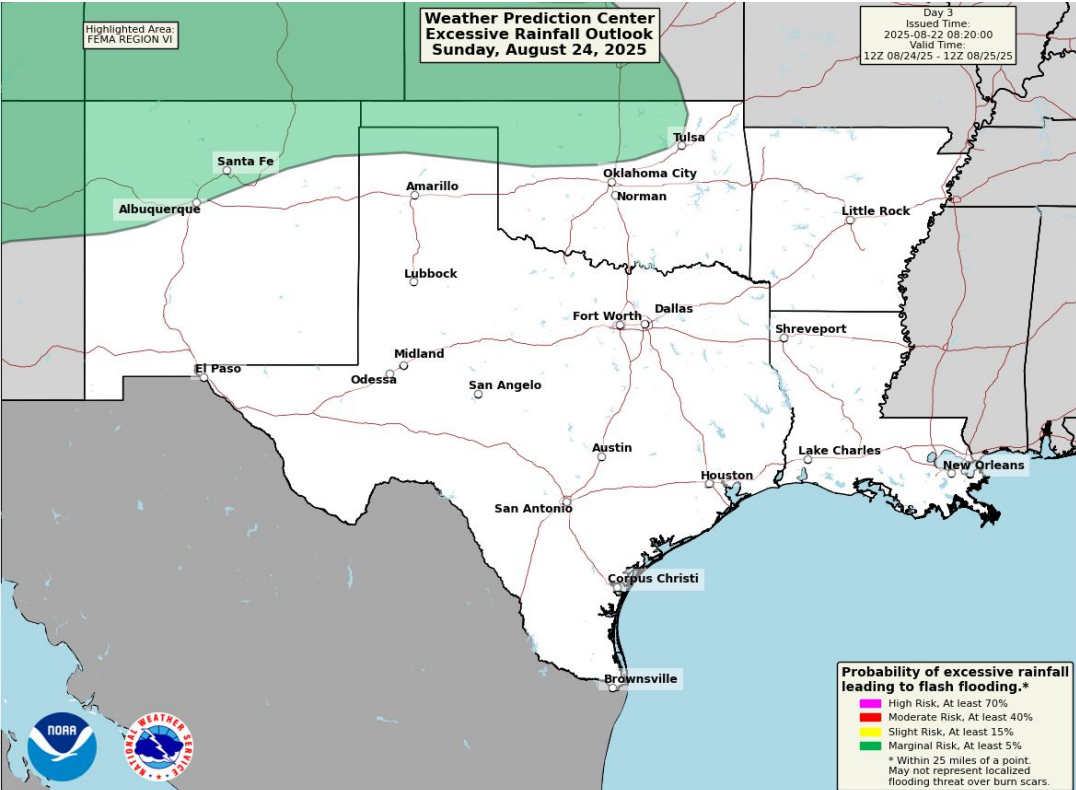 Highlighted Area:
FEMA REGION VI
Weather Prediction Center
Excessive Rainfall Outlook
Sunday, August 24, 2025
Day 3
Issued Time:
2025-08-22 08:20:00
Valid Time:
12Z 08/24/25 - 12Z 08/25/25
Tulsa
Santa Fe
Oklahoma City
Amarillo
Norman
Albuquerque
Little Rock
Lubbock
Dallas
Fort Worth
Shreveport
Midland
El Paso
Odessa
San Angelo
Austin
Lake Charles
New Orleans
Houston
San Antonio
Corpus Christi
Brownsville
Probability of excessive rainfall
leading to flash flooding.*
High Risk, At least 70%
Moderate Risk, At least 40%
Slight Risk, At least 15%
Marginal Risk, At least 5%
* Within 25 miles of a point.
May not represent localized
flooding threat over burn scars.
NOAA
NATIONAL WEATHER
SERVICE